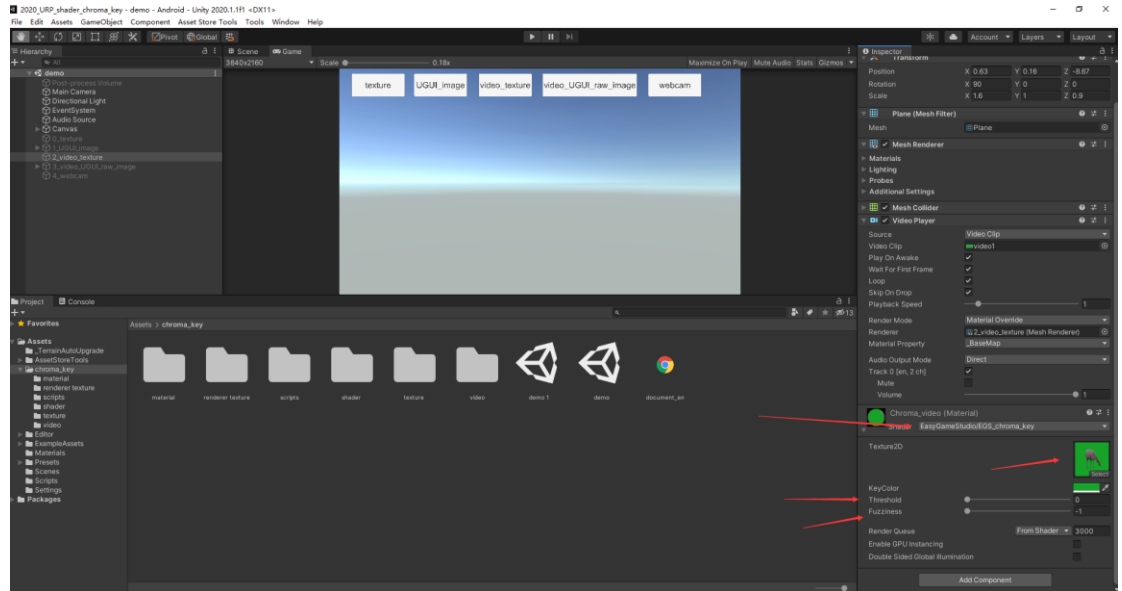 2020_URP_shader_chroma_key - demo - Android - Unity 2020.1.1f1 <DX11>
File Edit Assets GameObject Component Asset Store Tools Tools Window Help
Pivot Global
Account Layers Layout
Hierarchy
All
demo
Post-process Volume
Main Camera
Directional Light
EventSystem
Audio Source
Canvas
0_texture
1_UGUI_image
2_video_texture
3_video_UGUI_raw_image
4_webcam
Scene Game
3840x2160 Scale 0.18x Maximize On Play Mute Audio Stats Gizmos
texture UGUI_image video_texture video_UGUI_raw_image webcam
Inspector
Transform
Position X 0.63 Y 0.16 Z -8.67
Rotation X 90 Y 0 Z 0
Scale X 1.6 Y 1 Z 0.9
Plane (Mesh Filter)
Mesh Plane
Mesh Renderer
Materials
Lighting
Probes
Additional Settings
Mesh Collider
Video Player
Source Video Clip
Video Clip video1
Play On Awake
Wait For First Frame
Loop
Skip On Drop
Playback Speed 1
Render Mode Material Override
Renderer 2_video_texture (Mesh Renderer)
Material Property _BaseMap
Audio Output Mode Direct
Track 0 [en, 2 ch]
Mute
Volume 1
Chroma_video (Material)
Shader EasyGameStudio/EGS_chroma_key
Texture2D
Select
KeyColor
Threshold 0
Fuzziness -1
Render Queue From Shader 3000
Enable GPU Instancing
Double Sided Global Illumination
Add Component
Project Console
13
Favorites
Assets
_TerrainAutoUpgrade
AssetStoreTools
chroma_key
material
renderer texture
scripts
shader
texture
video
Editor
ExampleAssets
Materials
Presets
Scenes
Scripts
Settings
Packages
Assets > chroma_key
material renderer texture scripts shader texture video demo 1 demo document_en